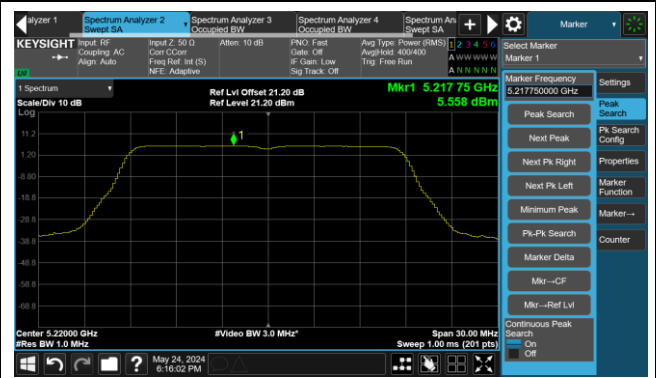 alyzer 1
Spectrum Analyzer 2
Swept SA
Spectrum Analyzer 3
Occupied BW
Spectrum Analyzer 4
Occupied BW
Spectrum An
Swept SA
+
Marker
KEYSIGHT
Input: RF
Coupling: AC
Align: Auto
Input Z: 50 Ω
Corr CCorr
Freq Ref: Int (S)
NFE: Adaptive
Atten: 10 dB
PNO: Fast
Gate: Off
IF Gain: Low
Sig Track: Off
Avg Type: Power (RMS)
Avg|Hold: 400/400
Trig: Free Run
1 2 3 4 5 6
A W W W W W
A N N N N N
LXI
Select Marker
Marker 1
1 Spectrum
Scale/Div 10 dB
Log
Ref Lvl Offset 21.20 dB
Ref Level 21.20 dBm
Mkr1 5.217 75 GHz
5.558 dBm
11.2
1.20
-8.80
-18.8
-28.8
-38.8
-48.8
-58.8
-68.8
1
Center 5.22000 GHz
#Res BW 1.0 MHz
#Video BW 3.0 MHz*
Span 30.00 MHz
Sweep 1.00 ms (201 pts)
Marker Frequency
5.217750000 GHz
Peak Search
Next Peak
Next Pk Right
Next Pk Left
Minimum Peak
Pk-Pk Search
Marker Delta
Mkr→CF
Mkr→Ref Lvl
Continuous Peak
Search
On
Off
Settings
Peak
Search
Pk Search
Config
Properties
Marker
Function
Marker→
Counter
?
May 24, 2024
6:16:02 PM